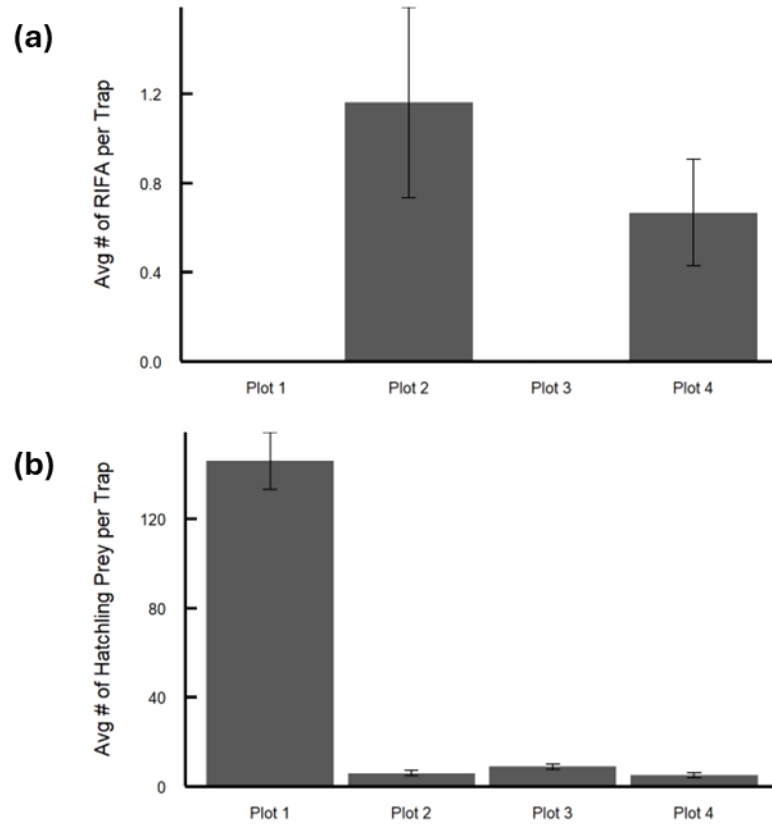 (a)
Avg # of RIFA per Trap
1.2
0.8
0.4
0.0
Plot 1 Plot 2 Plot 3 Plot 4
(b)
Avg # of Hatchling Prey per Trap
120
80
40
0
Plot 1 Plot 2 Plot 3 Plot 4